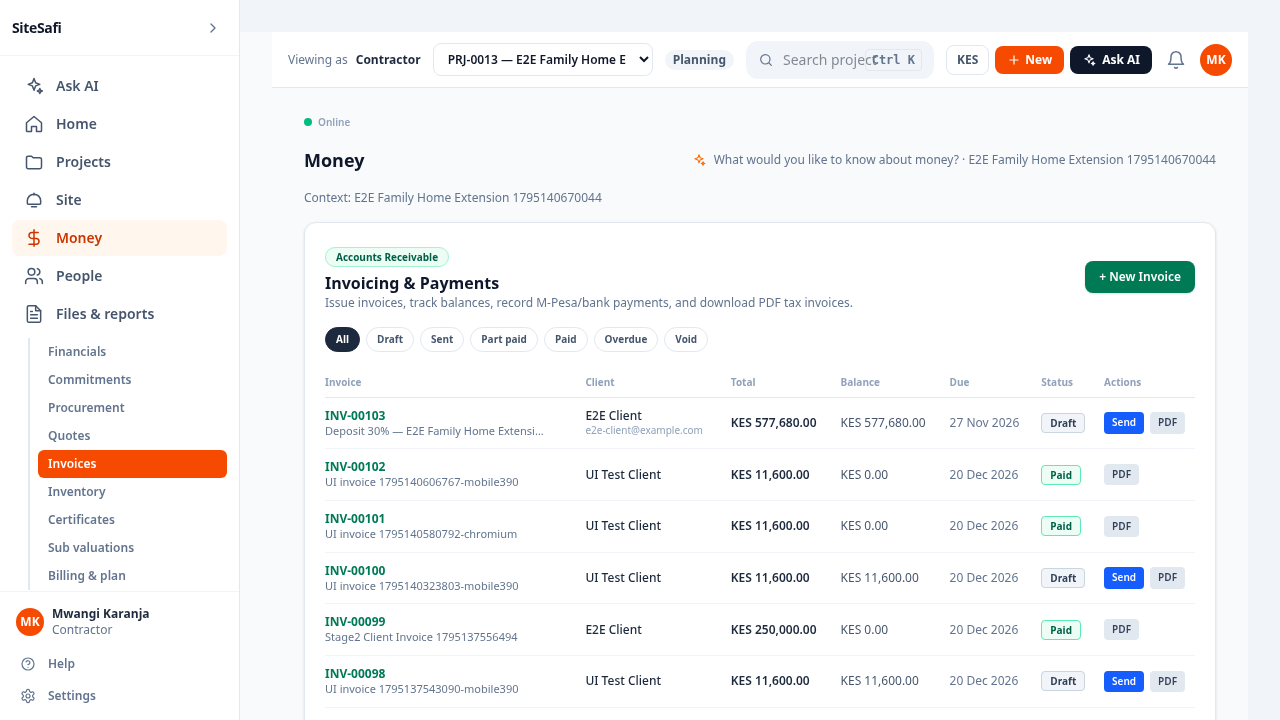 SiteSafi
Ask AI
Home
Projects
Site
Money
People
Files & reports
Financials
Commitments
Procurement
Quotes
Invoices
Inventory
Certificates
Sub valuations
Billing & plan
MK
Mwangi Karanja
Contractor
Help
Settings
Viewing as Contractor
PRJ-0013 — E2E Family Home E
Planning
Search project
Ctrl K
KES
New
Ask AI
MK
Online
Money
What would you like to know about money? · E2E Family Home Extension 1795140670044
Context: E2E Family Home Extension 1795140670044
Accounts Receivable
Invoicing & Payments
Issue invoices, track balances, record M-Pesa/bank payments, and download PDF tax invoices.
+ New Invoice
All Draft Sent Part paid Paid Overdue Void
Invoice Client Total Balance Due Status Actions
INV-00103 E2E Client KES 577,680.00 KES 577,680.00 27 Nov 2026 Draft Send PDF
Deposit 30% — E2E Family Home Extensi... e2e-client@example.com
INV-00102 UI Test Client KES 11,600.00 KES 0.00 20 Dec 2026 Paid PDF
UI invoice 1795140606767-mobile390
INV-00101 UI Test Client KES 11,600.00 KES 0.00 20 Dec 2026 Paid PDF
UI invoice 1795140580792-chromium
INV-00100 UI Test Client KES 11,600.00 KES 11,600.00 20 Dec 2026 Draft Send PDF
UI invoice 1795140323803-mobile390
INV-00099 E2E Client KES 250,000.00 KES 0.00 20 Dec 2026 Paid PDF
Stage2 Client Invoice 1795137556494
INV-00098 UI Test Client KES 11,600.00 KES 11,600.00 20 Dec 2026 Draft Send PDF
UI invoice 1795137543090-mobile390